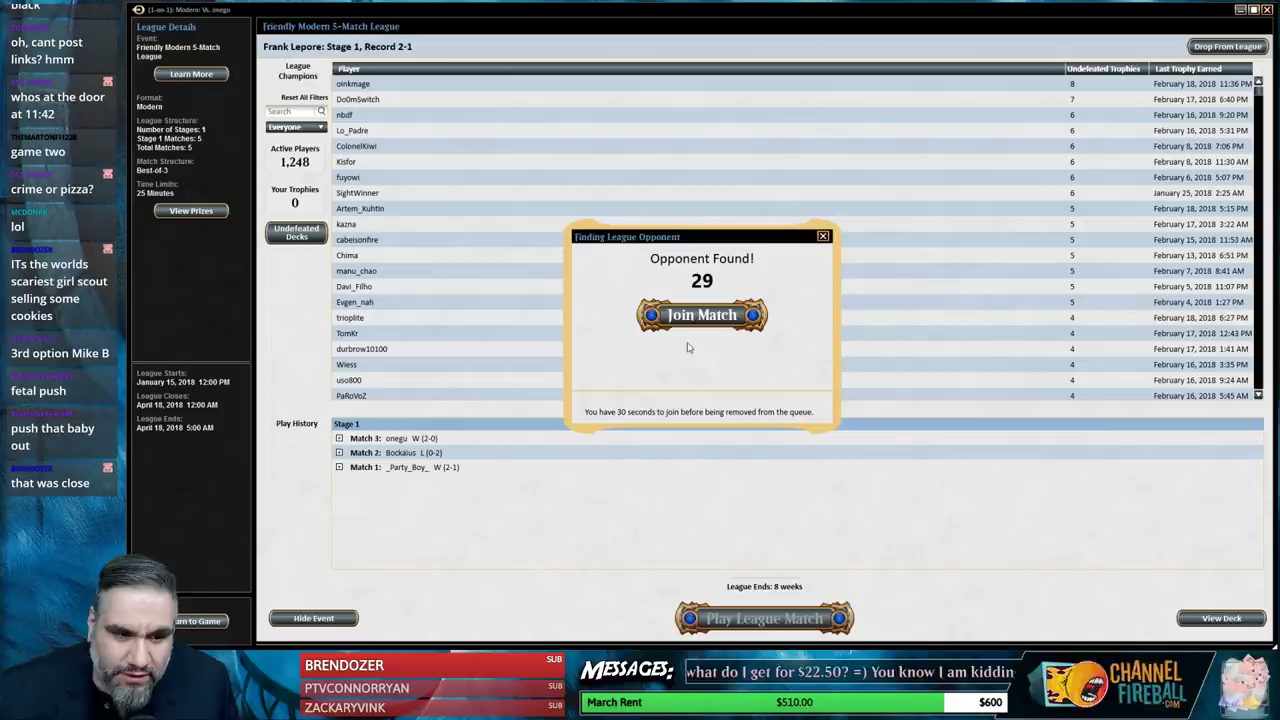 black
oh, cant post
links? hmm
whos at the door
at 11:42
game two
crime or pizza?
MCDONKK
lol
BRENDOZER
ITs the worlds
scariest girl scout
selling some
cookies
3rd option Mike B
fetal push
push that baby
out
BRENDOZER
that was close
(1-on-1): Modern: Vs. onegu
League Details
Event:
Friendly Modern 5-Match
League
Learn More
Format:
Modern
League Structure:
Number of Stages: 1
Stage 1 Matches: 5
Total Matches: 5
Match Structure:
Best-of-3
Time Limits:
25 Minutes
View Prizes
League Starts:
January 15, 2018 12:00 PM
League Closes:
April 18, 2018 12:00 AM
League Ends:
April 18, 2018 5:00 AM
rn to Game
Friendly Modern 5-Match League
Frank Lepore: Stage 1, Record 2-1
Drop From League
League
Champions
Reset All Filters
Search
Everyone
Active Players
1,248
Your Trophies
0
Undefeated
Decks
Player Undefeated Trophies Last Trophy Earned
oinkmage 8 February 18, 2018 11:36 PM
Do0mSwitch 7 February 17, 2018 6:40 PM
nbdf 6 February 16, 2018 9:20 PM
Lo_Padre 6 February 16, 2018 5:31 PM
ColonelKiwi 6 February 8, 2018 7:06 PM
Kisfor 6 February 8, 2018 11:30 AM
fuyowi 6 February 6, 2018 5:07 PM
SightWinner 6 January 25, 2018 2:25 AM
Artem_Kuhtin 5 February 18, 2018 5:15 PM
kazna 5 February 17, 2018 3:22 AM
cabeisonfire 5 February 15, 2018 11:53 AM
Chima 5 February 13, 2018 6:51 PM
manu_chao 5 February 7, 2018 8:41 AM
Davi_Filho 5 February 5, 2018 11:07 PM
Evgen_nah 5 February 4, 2018 1:27 PM
trioplite 4 February 18, 2018 6:27 PM
TomKr 4 February 17, 2018 12:43 PM
durbrow10100 4 February 17, 2018 1:41 AM
Wiess 4 February 16, 2018 3:35 PM
uso800 4 February 16, 2018 9:24 AM
PaRoVoZ 4 February 16, 2018 5:45 AM
Finding League Opponent
Opponent Found!
29
Join Match
You have 30 seconds to join before being removed from the queue.
Play History
Stage 1
Match 3: onegu W (2-0)
Match 2: Bockaius L (0-2)
Match 1: _Party_Boy_ W (2-1)
League Ends: 8 weeks
Hide Event
Play League Match
View Deck
BRENDOZER SUB
PTVCONNORRYAN SUB
ZACKARYVINK SUB
MESSAGES: what do I get for $22.50? =) You know I am kiddin
March Rent $510.00 $600
CHANNEL
FIREBALL
.COM